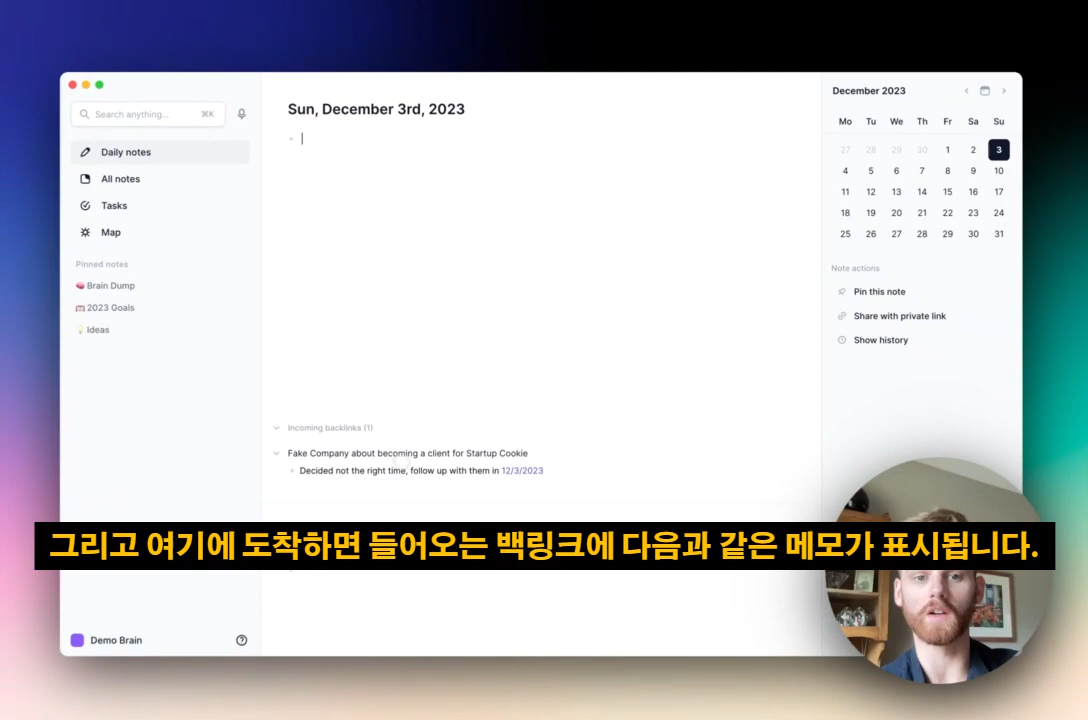 Search anything... ⌘K
Daily notes
All notes
Tasks
Map
Pinned notes
🧠 Brain Dump
🥅 2023 Goals
💡 Ideas
Demo Brain
Sun, December 3rd, 2023
Incoming backlinks (1)
Fake Company about becoming a client for Startup Cookie
Decided not the right time, follow up with them in 12/3/2023
December 2023
Mo Tu We Th Fr Sa Su
27 28 29 30 1 2 3
4 5 6 7 8 9 10
11 12 13 14 15 16 17
18 19 20 21 22 23 24
25 26 27 28 29 30 31
Note actions
Pin this note
Share with private link
Show history
그리고 여기에 도착하면 들어오는 백링크에 다음과 같은 메모가 표시됩니다.